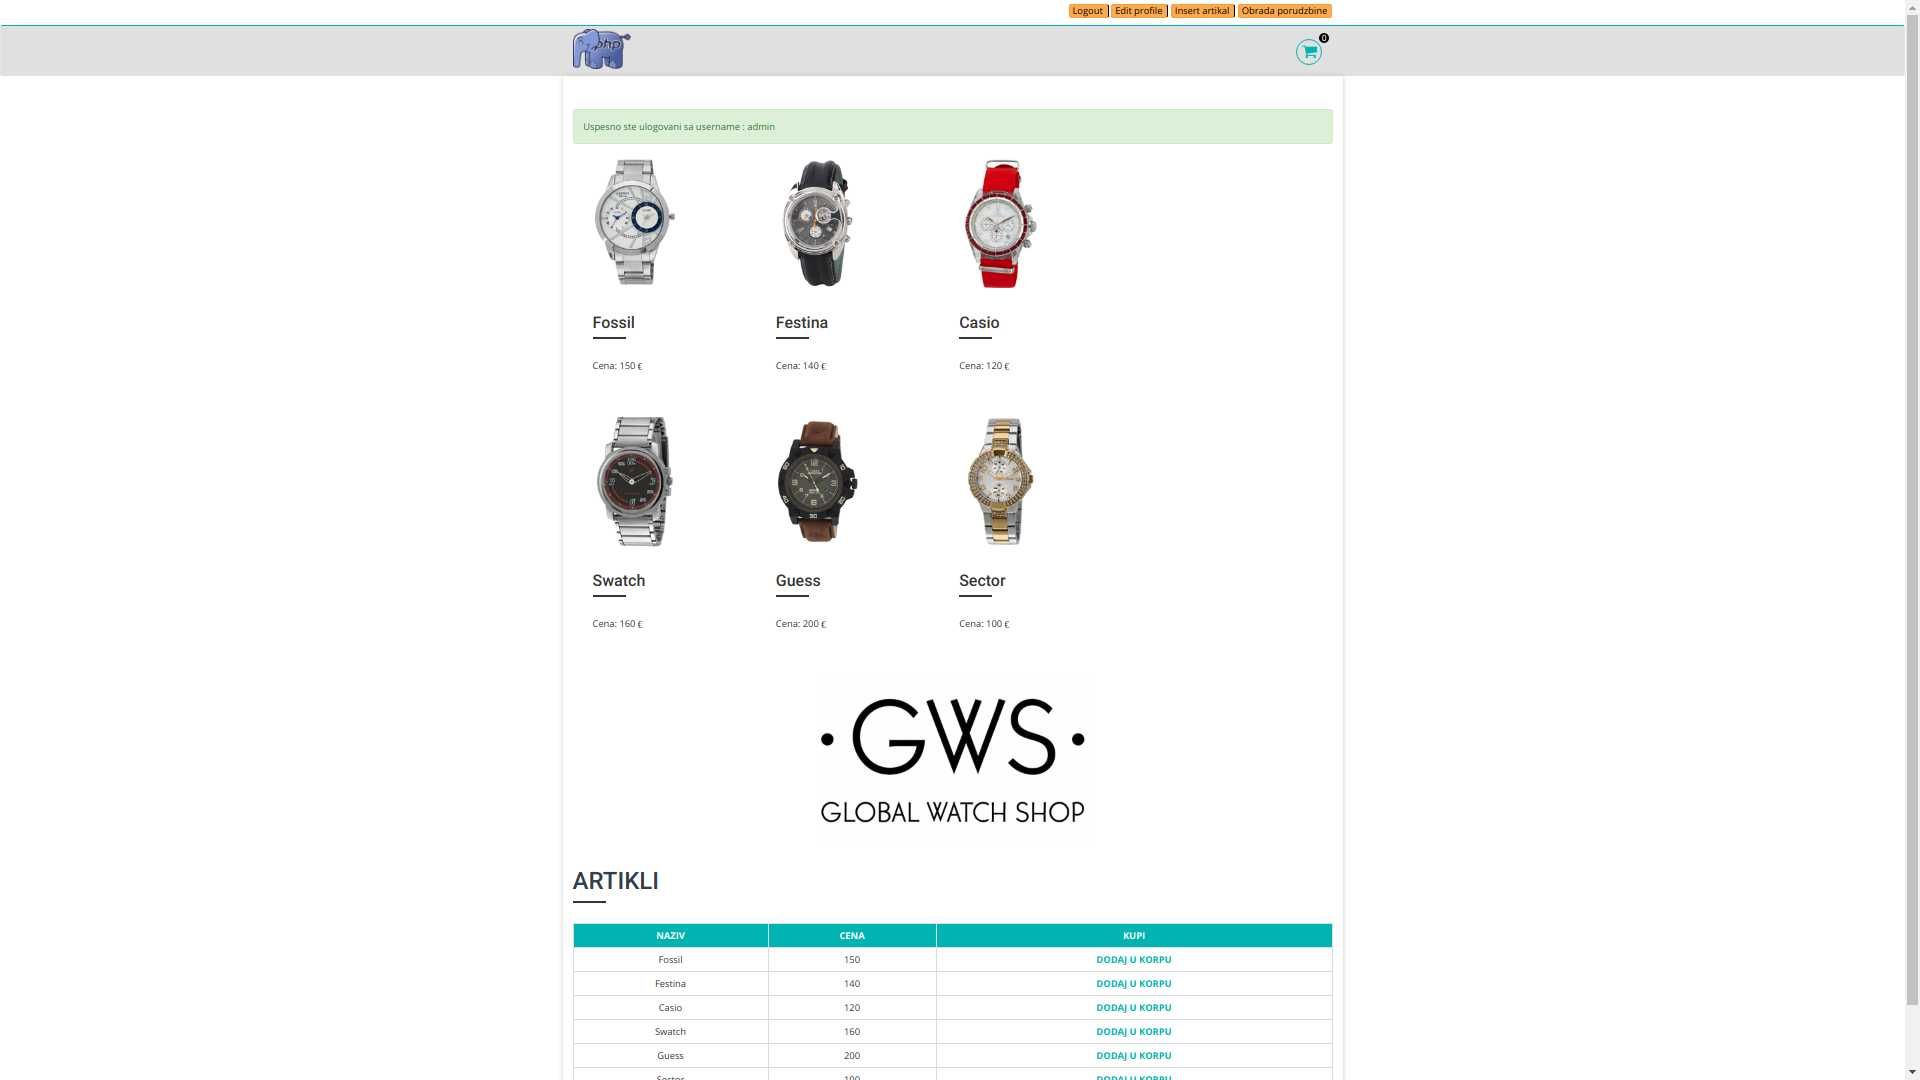 Logout Edit profile Insert artikal Obrada porudzbine
php
0
Uspesno ste ulogovani sa username : admin
Fossil Festina Casio
Cena: 150 € Cena: 140 € Cena: 120 €
Swatch Guess Sector
Cena: 160 € Cena: 200 € Cena: 100 €
• GWS •
GLOBAL WATCH SHOP
ARTIKLI
NAZIV CENA KUPI
Fossil 150 DODAJ U KORPU
Festina 140 DODAJ U KORPU
Casio 120 DODAJ U KORPU
Swatch 160 DODAJ U KORPU
Guess 200 DODAJ U KORPU
Sector 100 DODAJ U KORPU